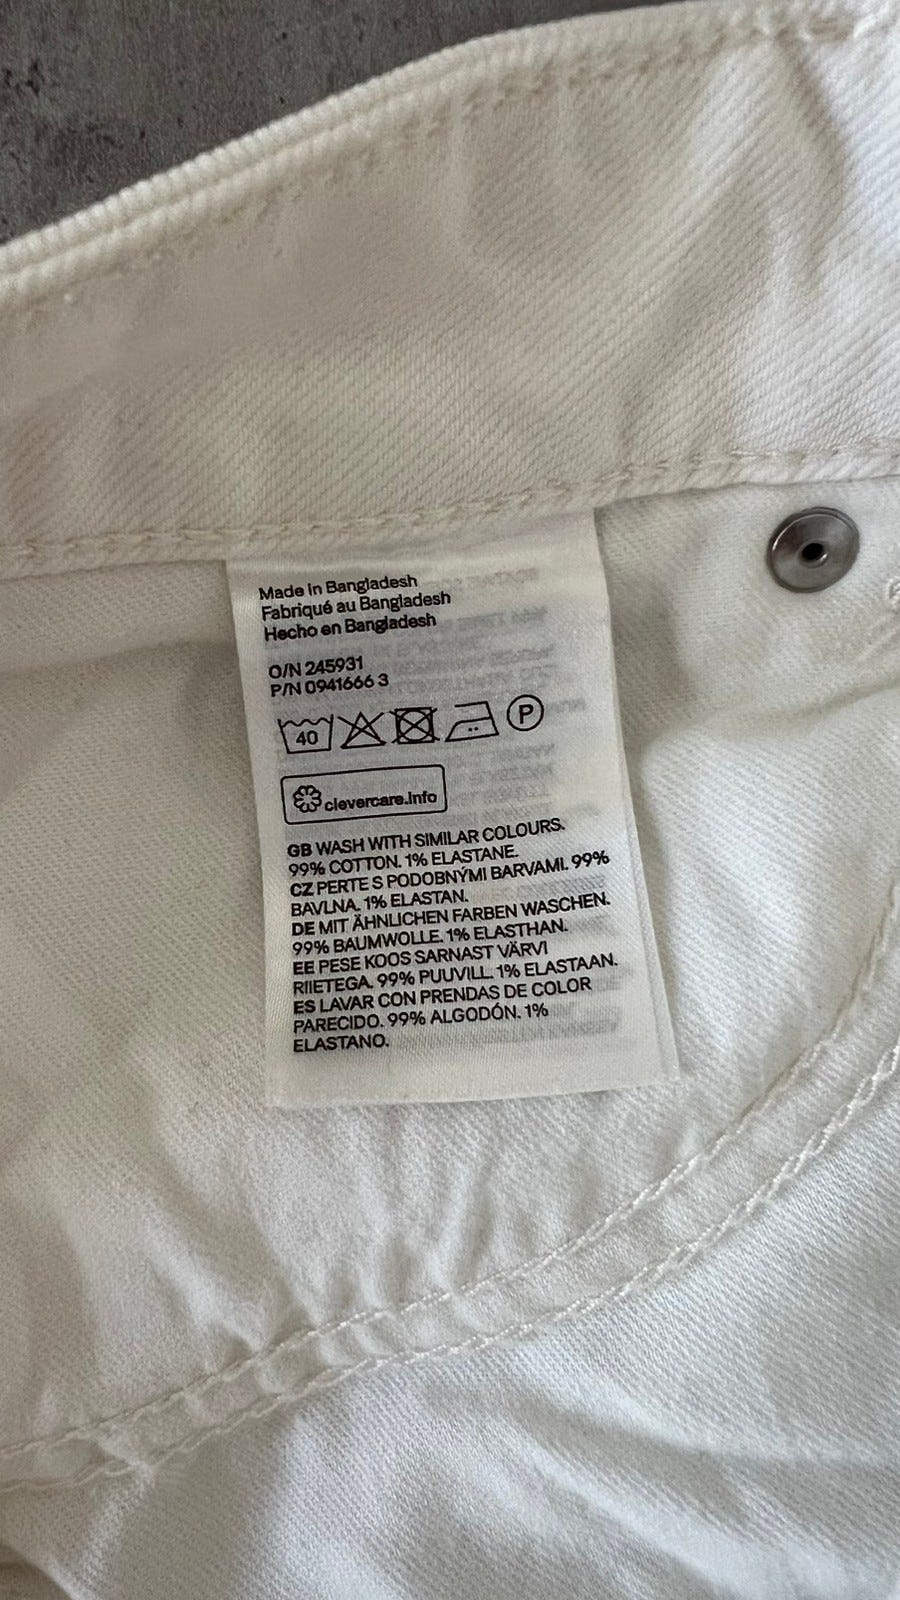 Made in Bangladesh
Fabriqué au Bangladesh
Hecho en Bangladesh
O/N 245931
P/N 0941666 3
40
P
clevercare.info
GB WASH WITH SIMILAR COLOURS.
99% COTTON. 1% ELASTANE.
CZ PERTE S PODOBNÝMI BARVAMI. 99%
BAVLNA. 1% ELASTAN.
DE MIT ÄHNLICHEN FARBEN WASCHEN.
99% BAUMWOLLE. 1% ELASTHAN.
EE PESE KOOS SARNAST VÄRVI
RIIETEGA. 99% PUUVILL. 1% ELASTAAN.
ES LAVAR CON PRENDAS DE COLOR
PARECIDO. 99% ALGODÓN. 1%
ELASTANO.